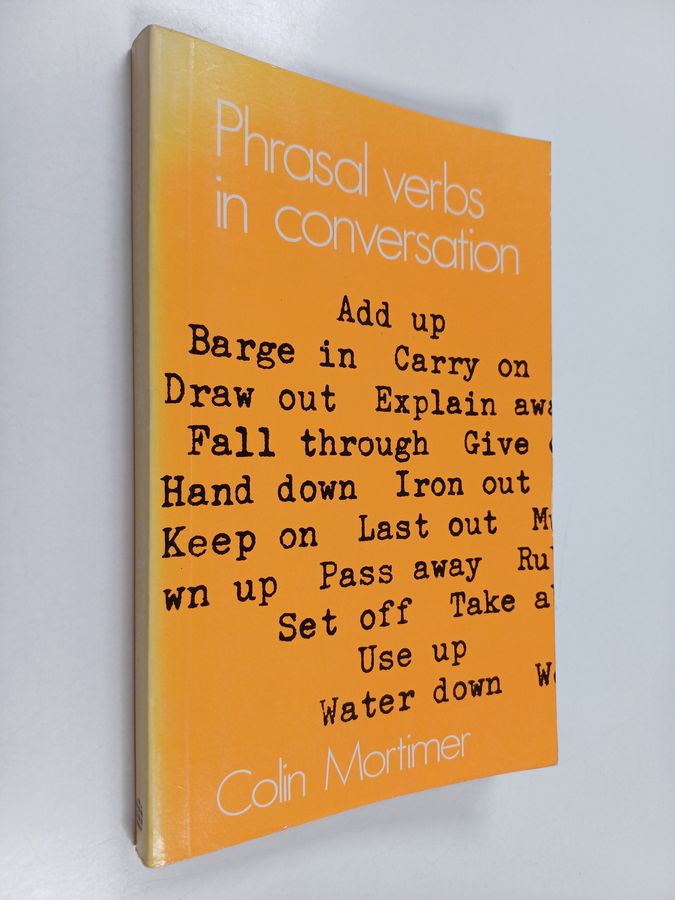 Phrasal verbs
in conversation
Add up
Barge in Carry on
Draw out Explain awa
Fall through Give
Hand down Iron out
Keep on Last out
wn up Pass away Ru
Set off Take a
Use up
Water down W
Colin Mortimer